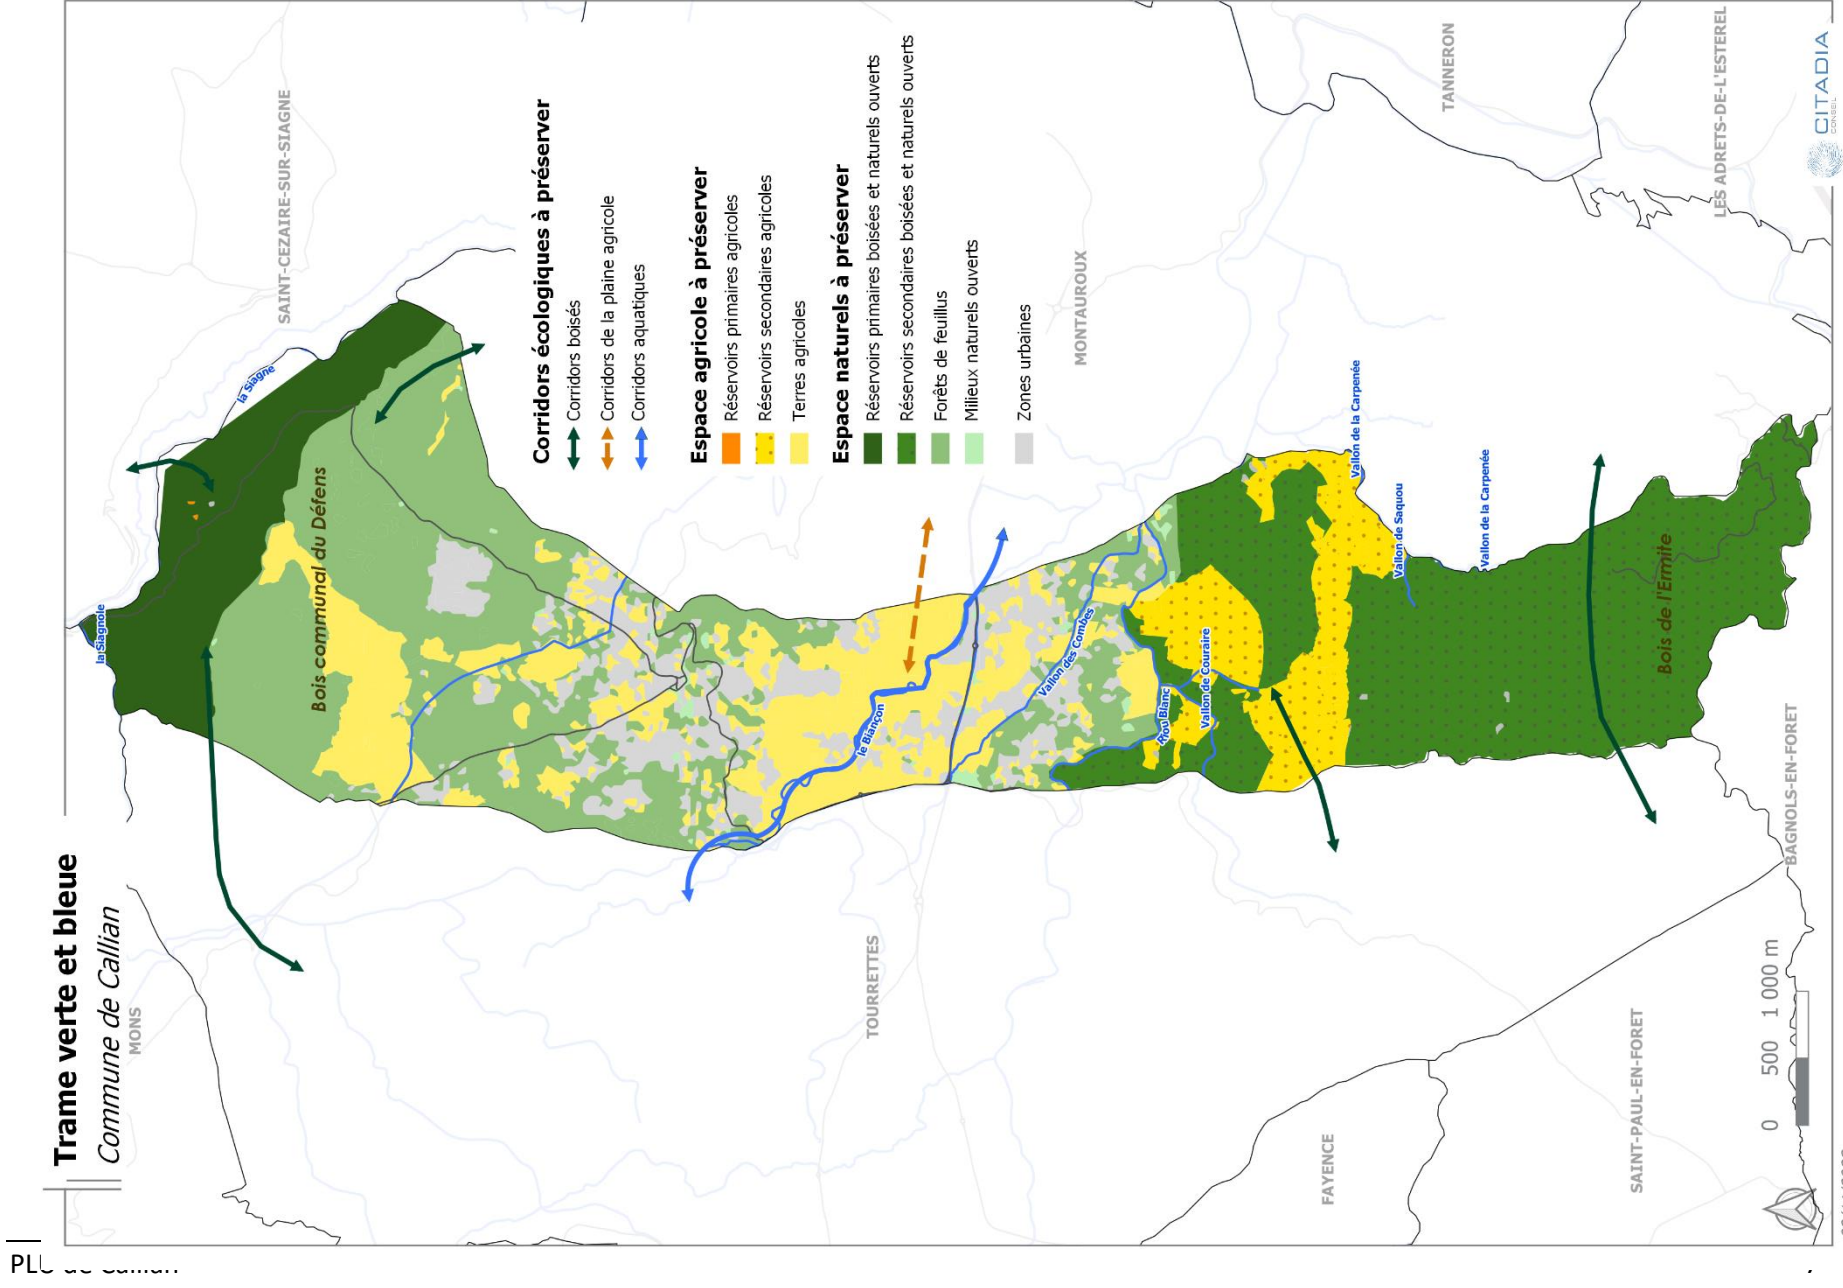 Trame verte et bleue
Commune de Callian
MONS
SAINT-CEZAIRE-SUR-SIAGNE
la Siagne
la Siagnole
Bois communal du Défens
Corridors écologiques à préserver
Corridors boisés
Corridors de la plaine agricole
Corridors aquatiques
Espace agricole à préserver
Réservoirs primaires agricoles
Réservoirs secondaires agricoles
Terres agricoles
Espace naturels à préserver
Réservoirs primaires boisées et naturels ouverts
Réservoirs secondaires boisées et naturels ouverts
Forêts de feuillus
Milieux naturels ouverts
Zones urbaines
le Biançon
TOURRETTES
MONTAUROUX
Vallon des Combes
Riou Blanc
Vallon de Couraire
Vallon de la Carpenée
Vallon de Saquou
Vallon de la Carpenée
TANNERON
FAYENCE
SAINT-PAUL-EN-FORET
Bois de l'Ermite
LES ADRETS-DE-L'ESTEREL
BAGNOLS-EN-FORET
0 500 1 000 m
CITADIA
CONSEIL
PLU de Callian